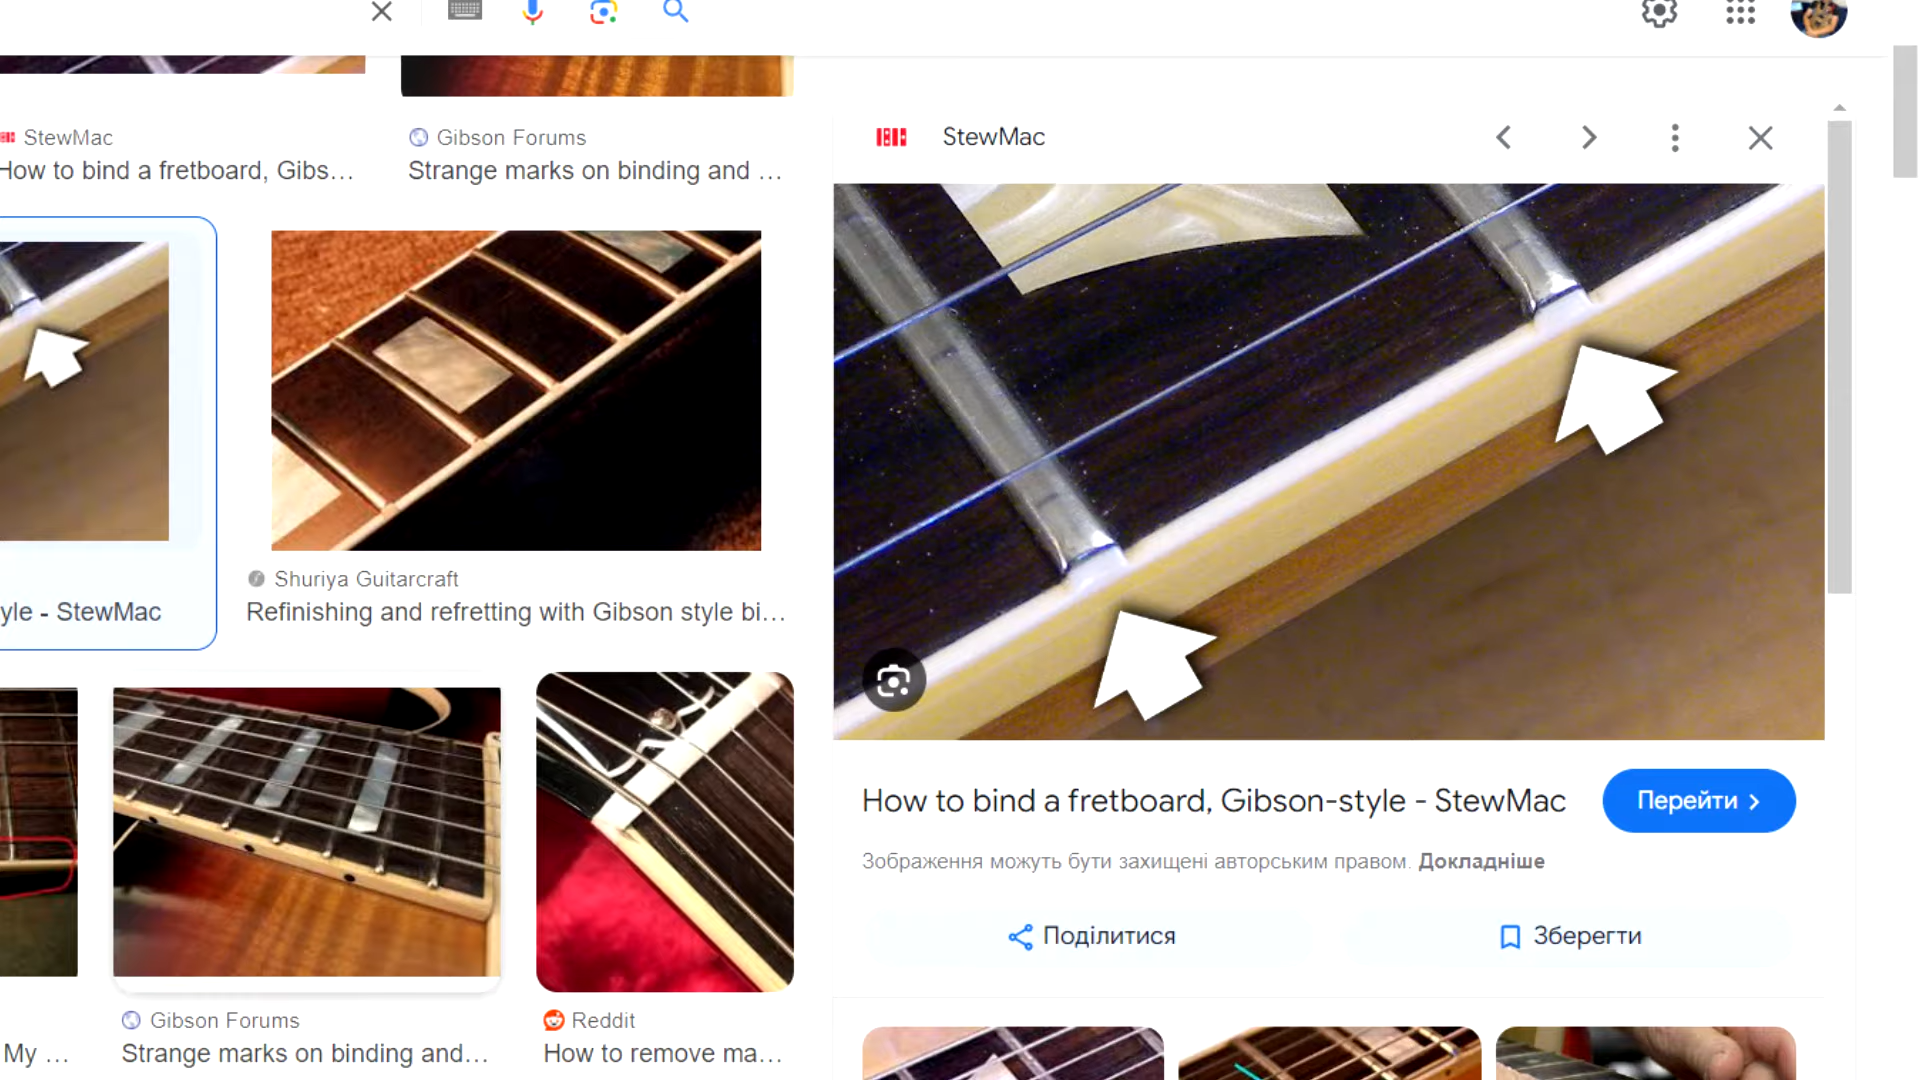 StewMac
How to bind a fretboard, Gibs...
Gibson Forums
Strange marks on binding and ...
StewMac
yle - StewMac
Shuriya Guitarcraft
Refinishing and refretting with Gibson style bi...
How to bind a fretboard, Gibson-style - StewMac
Перейти
Зображення можуть бути захищені авторським правом. Докладніше
Поділитися
Зберегти
My ...
Gibson Forums
Strange marks on binding and...
Reddit
How to remove ma...